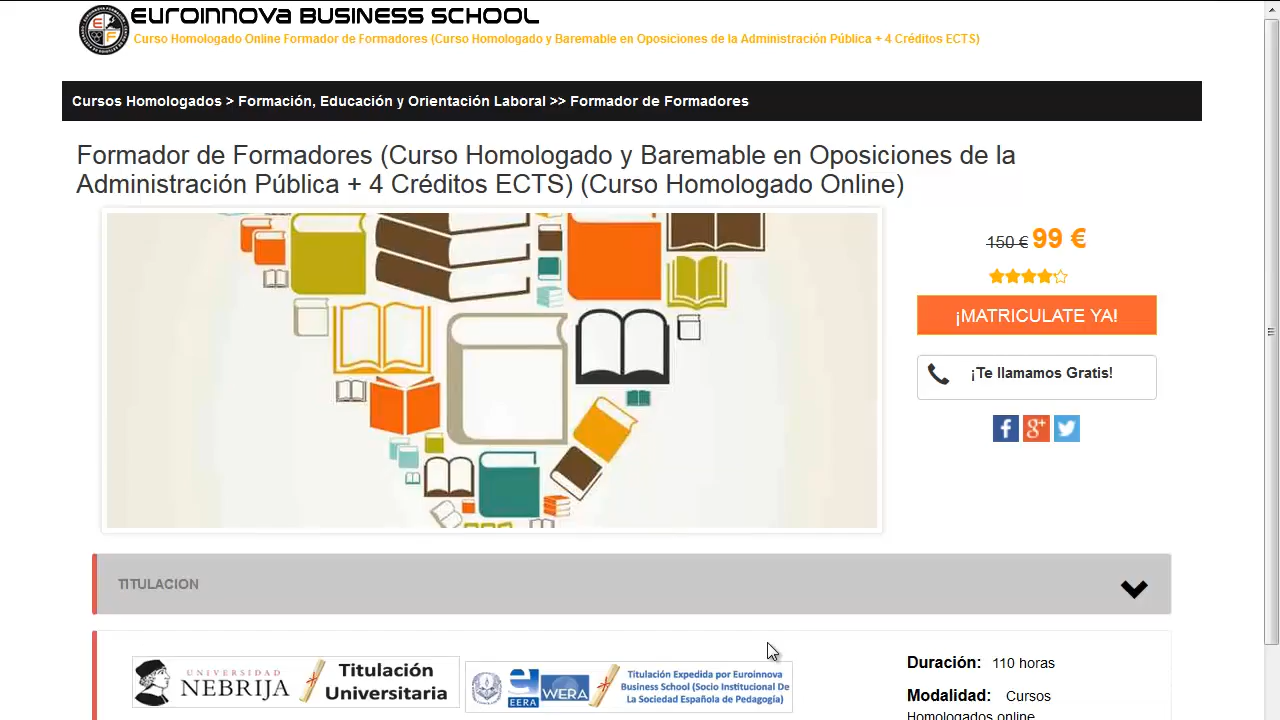 EUROINNOVA BUSINESS SCHOOL
Curso Homologado Online Formador de Formadores (Curso Homologado y Baremable en Oposiciones de la Administración Pública + 4 Créditos ECTS)
Cursos Homologados > Formación, Educación y Orientación Laboral >> Formador de Formadores
Formador de Formadores (Curso Homologado y Baremable en Oposiciones de la
Administración Pública + 4 Créditos ECTS) (Curso Homologado Online)
150 € 99 €
¡MATRICULATE YA!
¡Te llamamos Gratis!
TITULACION
UNIVERSIDAD
NEBRIJA
Titulación
Universitaria
EERA
WERA
Titulación Expedida por Euroinnova
Business School (Socio Institucional De
La Sociedad Española de Pedagogía)
Duración: 110 horas
Modalidad: Cursos
Homologados online